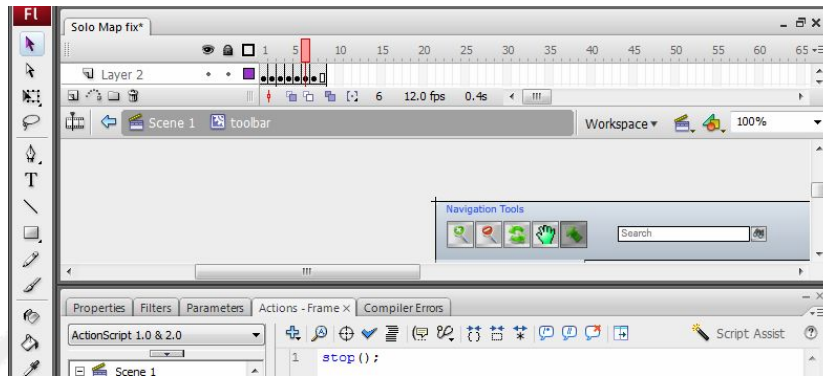 Fl
Solo Map fix*
1 5 10 15 20 25 30 35 40 45 50 55 60 65
Layer 2
6 12.0 fps 0.4s
Scene 1 toolbar Workspace 100%
Navigation Tools
Search
T
Properties Filters Parameters Actions - Frame × Compiler Errors
ActionScript 1.0 & 2.0 Script Assist
1 stop();
Scene 1